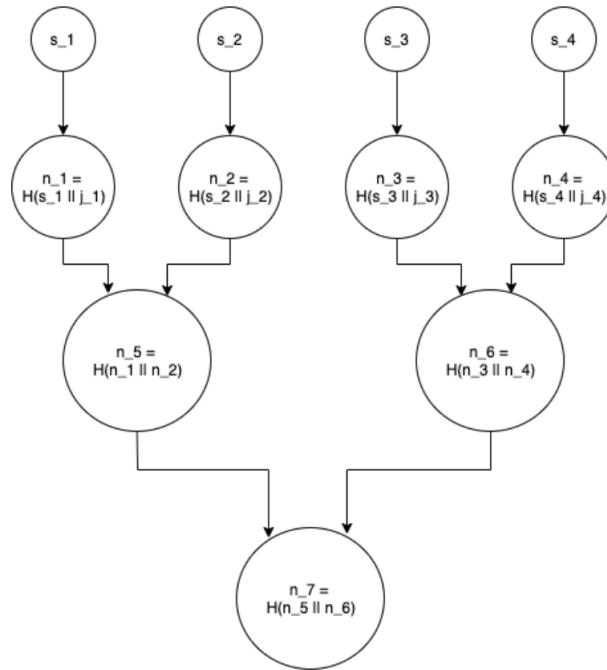 s_1
s_2
s_3
s_4
n_1 =
H(s_1 || j_1)
n_2 =
H(s_2 || j_2)
n_3 =
H(s_3 || j_3)
n_4 =
H(s_4 || j_4)
n_5 =
H(n_1 || n_2)
n_6 =
H(n_3 || n_4)
n_7 =
H(n_5 || n_6)